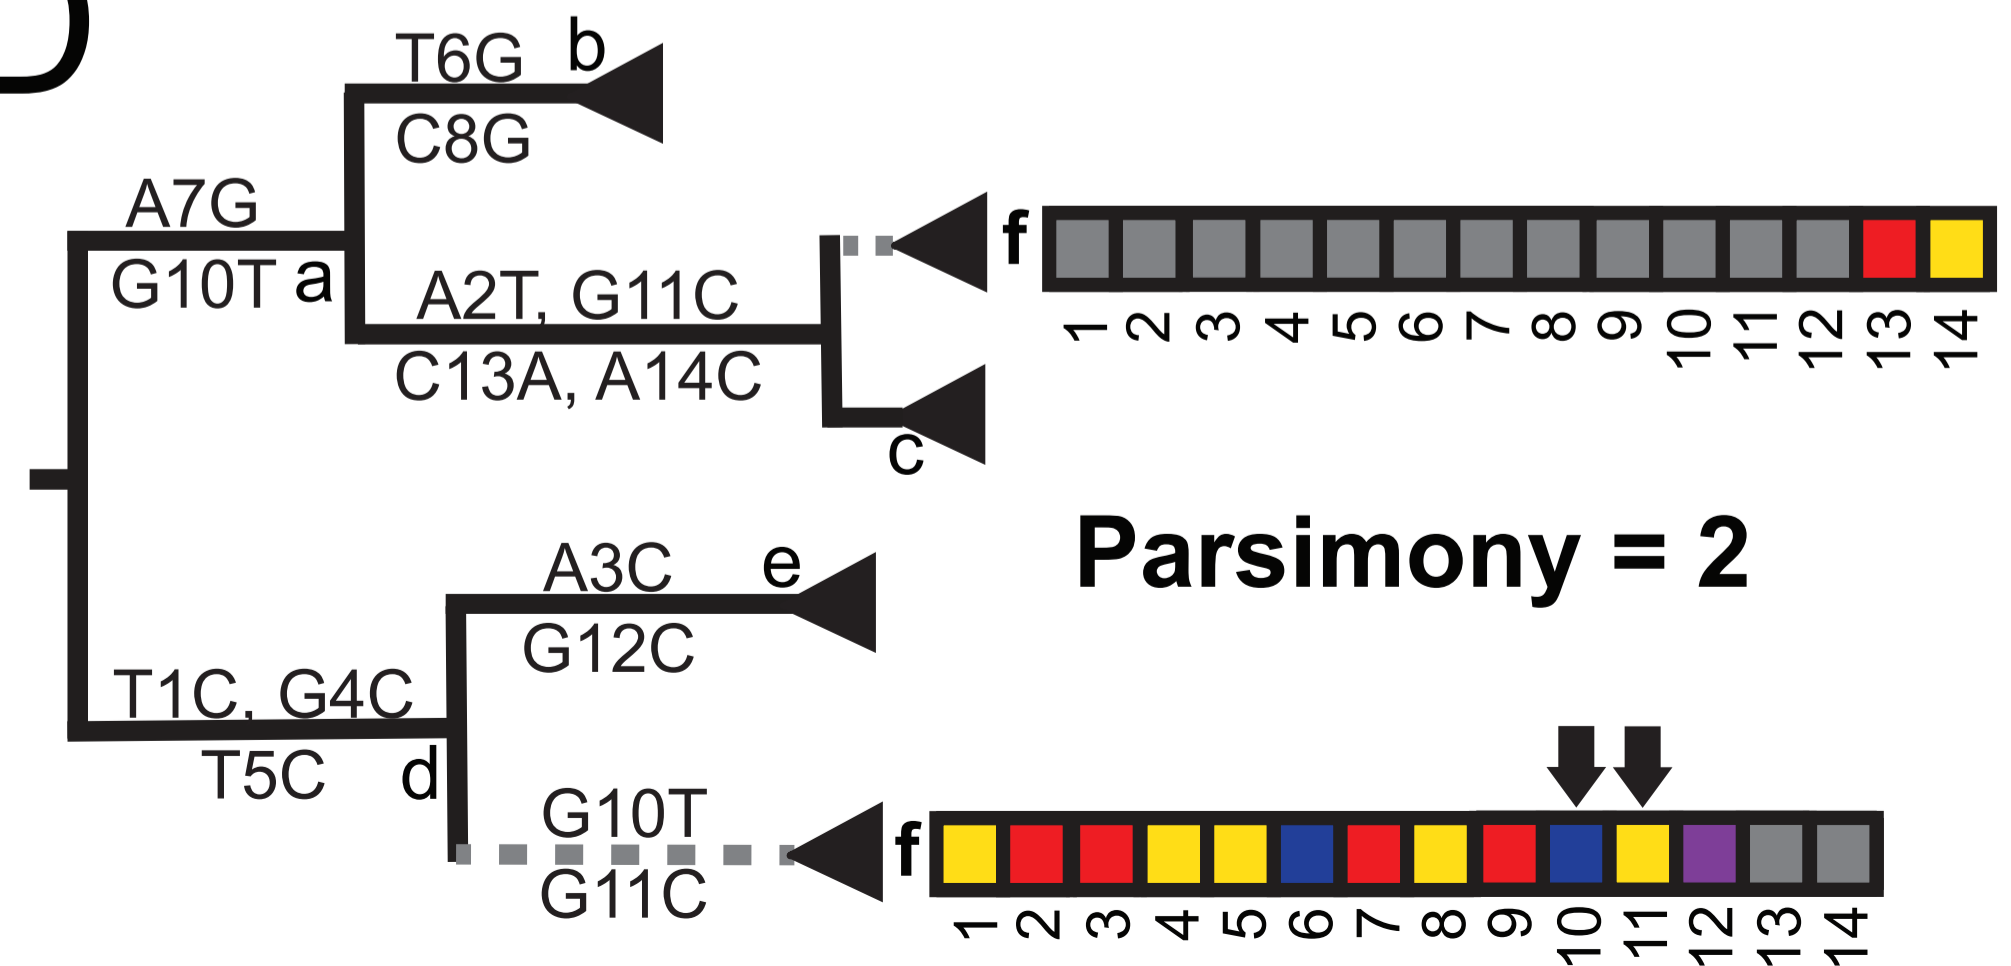 T6G b
C8G
A7G
G10T a
A2T, G11C
C13A, A14C
f
1 2 3 4 5 6 7 8 9 10 11 12 13 14
c
Parsimony = 2
A3C e
G12C
T1C, G4C
T5C d
G10T
G11C
f
1 2 3 4 5 6 7 8 9 10 11 12 13 14